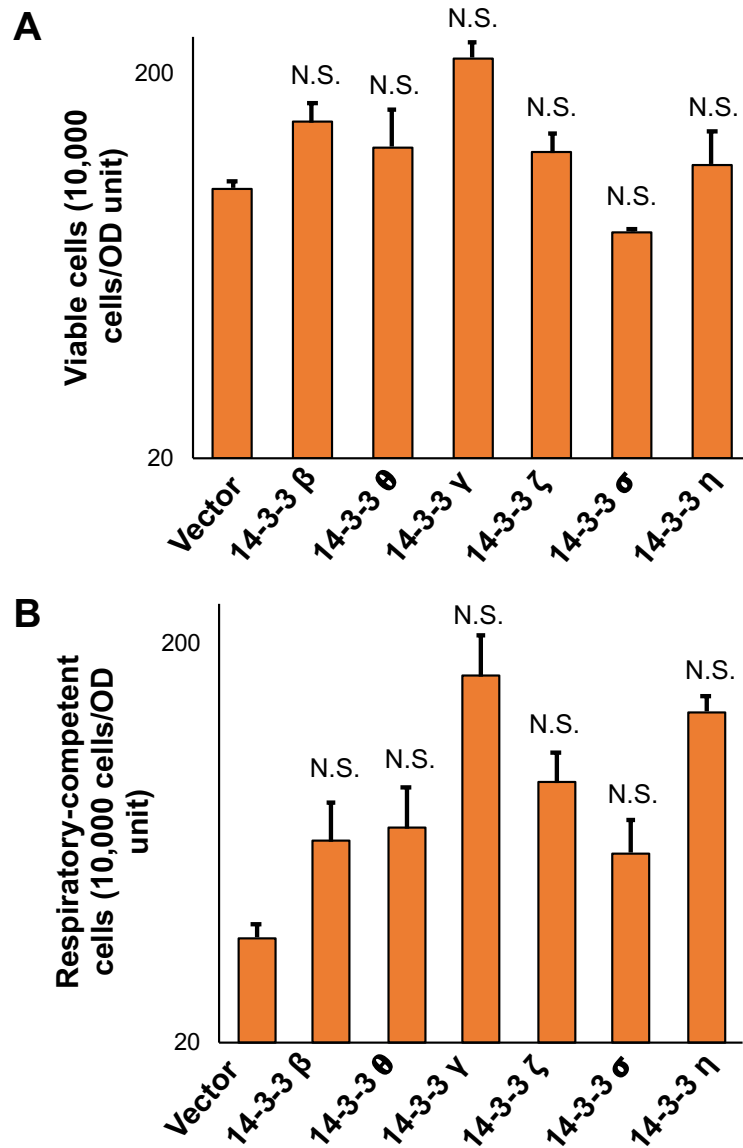 A
Viable cells (10,000
cells/OD unit)
200
20
N.S.
N.S.
N.S.
N.S.
N.S.
N.S.
Vector
14-3-3 β
14-3-3 θ
14-3-3 γ
14-3-3 ζ
14-3-3 σ
14-3-3 η
B
Respiratory-competent
cells (10,000 cells/OD
unit)
200
20
N.S.
N.S.
N.S.
N.S.
N.S.
N.S.
Vector
14-3-3 β
14-3-3 θ
14-3-3 γ
14-3-3 ζ
14-3-3 σ
14-3-3 η